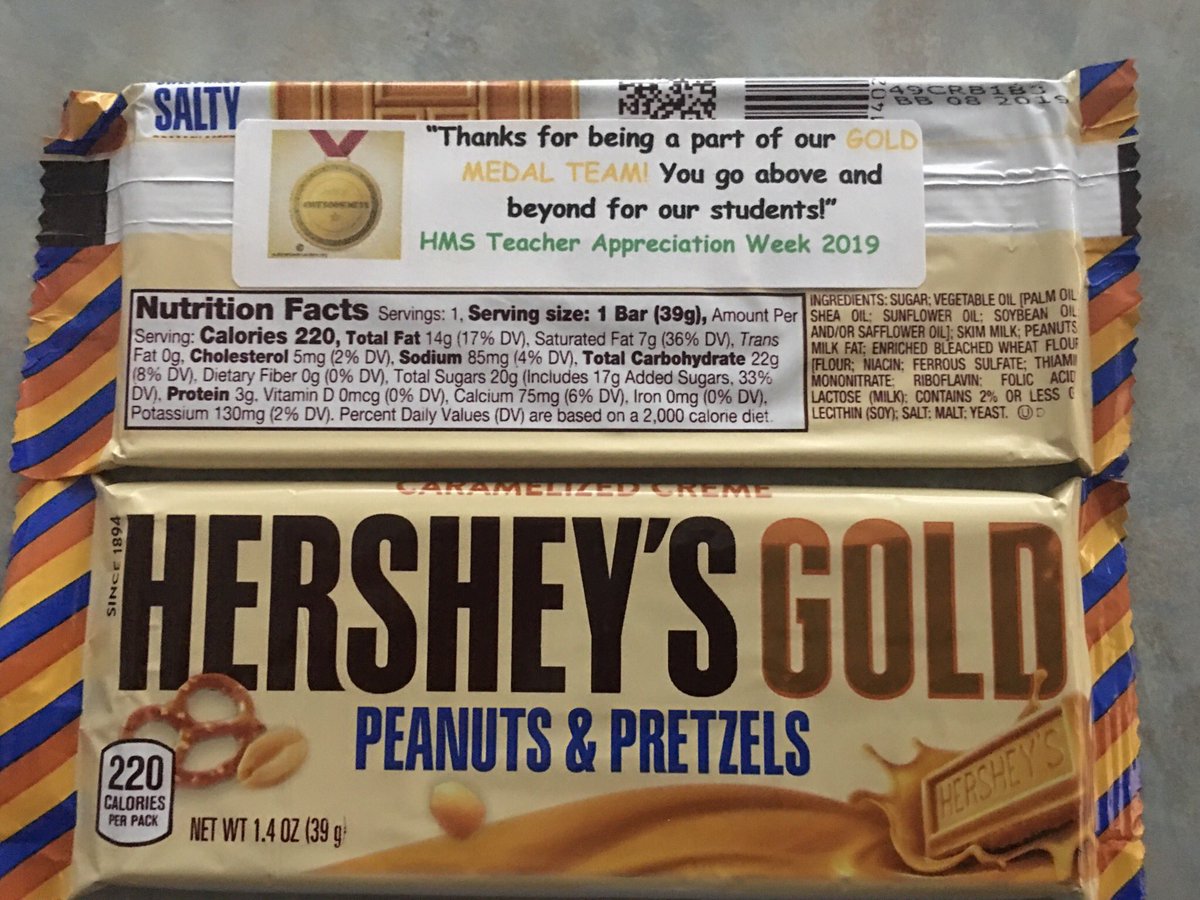 SALTY
49CRB1B3
BB 08 2019
"Thanks for being a part of our GOLD
MEDAL TEAM! You go above and
beyond for our students!"
HMS Teacher Appreciation Week 2019
AWESOMENESS
Nutrition Facts Servings: 1, Serving size: 1 Bar (39g), Amount Per
Serving: Calories 220, Total Fat 14g (17% DV), Saturated Fat 7g (36% DV), Trans
Fat 0g, Cholesterol 5mg (2% DV), Sodium 85mg (4% DV), Total Carbohydrate 22g
(8% DV), Dietary Fiber 0g (0% DV), Total Sugars 20g (Includes 17g Added Sugars, 33%
DV), Protein 3g, Vitamin D 0mcg (0% DV), Calcium 75mg (6% DV), Iron 0mg (0% DV),
Potassium 130mg (2% DV). Percent Daily Values (DV) are based on a 2,000 calorie diet.
INGREDIENTS: SUGAR; VEGETABLE OIL [PALM OIL
SHEA OIL; SUNFLOWER OIL; SOYBEAN OIL
AND/OR SAFFLOWER OIL]; SKIM MILK; PEANUTS
MILK FAT; ENRICHED BLEACHED WHEAT FLOUR
[FLOUR; NIACIN; FERROUS SULFATE; THIAMI
MONONITRATE; RIBOFLAVIN; FOLIC ACID
LACTOSE (MILK); CONTAINS 2% OR LESS
LECITHIN (SOY); SALT; MALT; YEAST. U D
CARAMELIZED CREME
SINCE 1894
HERSHEY'S GOLD
PEANUTS & PRETZELS
HERSHEY'S
220
CALORIES
PER PACK
NET WT 1.4 OZ (39 g)